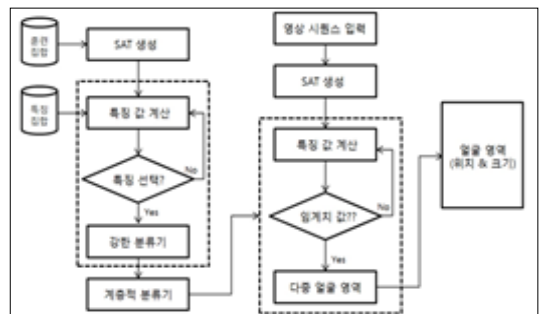 훈련
집합
SAT 생성
특징
집합
특징 값 계산
특징 선택?
No
Yes
강한 분류기
계층적 분류기
영상 시퀀스 입력
SAT 생성
특징 값 계산
임계치 값??
No
Yes
다중 얼굴 영역
얼굴 영역
(위치 & 크기)